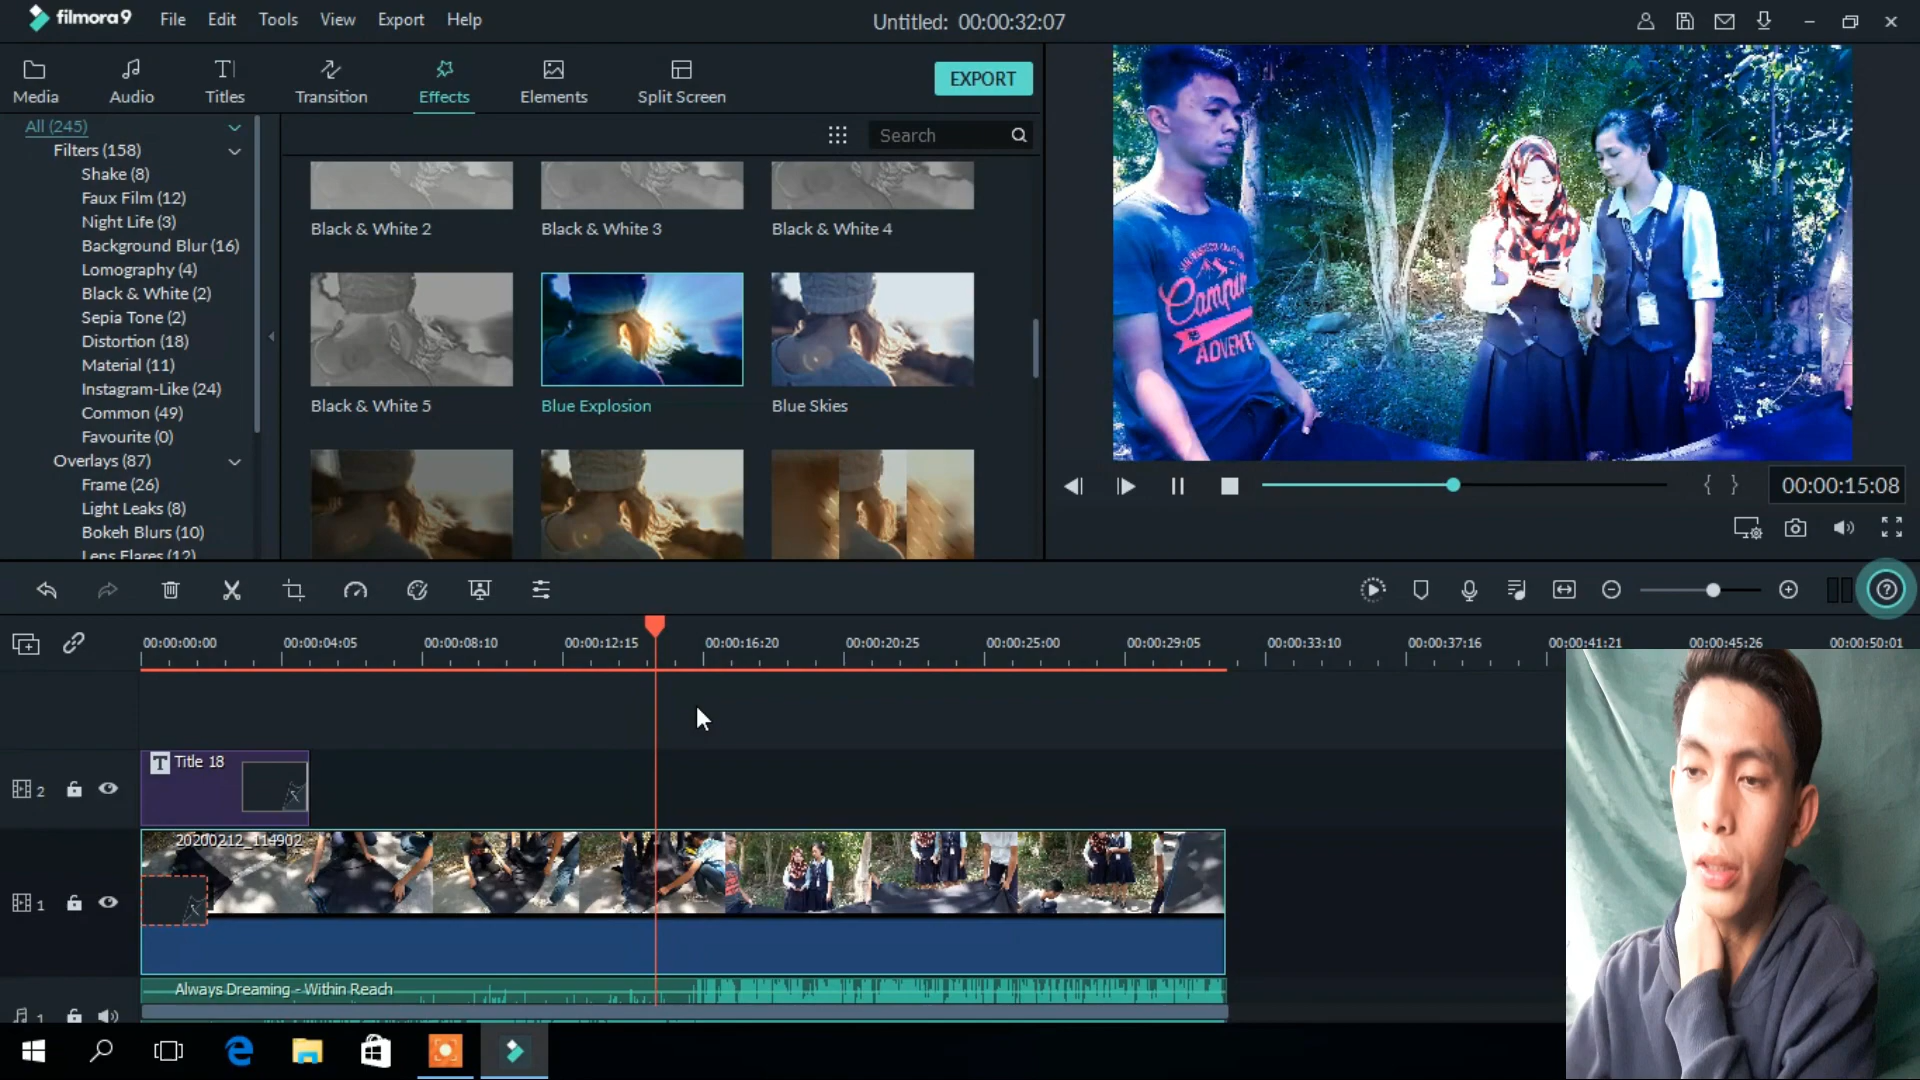 filmora9
File Edit Tools View Export Help
Untitled: 00:00:32:07
Media Audio Titles Transition Effects Elements Split Screen
EXPORT
All (245)
Filters (158)
Shake (8)
Faux Film (12)
Night Life (3)
Background Blur (16)
Lomography (4)
Black & White (2)
Sepia Tone (2)
Distortion (18)
Material (11)
Instagram-Like (24)
Common (49)
Favourite (0)
Overlays (87)
Frame (26)
Light Leaks (8)
Bokeh Blurs (10)
Lens Flares (12)
Search
Black & White 2
Black & White 3
Black & White 4
Black & White 5
Blue Explosion
Blue Skies
ADVENT
00:00:15:08
00:00:00:00 00:00:04:05 00:00:08:10 00:00:12:15 00:00:16:20 00:00:20:25 00:00:25:00 00:00:29:05 00:00:33:10 00:00:37:16 00:00:41:21 00:00:45:26 00:00:50:01
2
T Title 18
1
20200212_114902
1
Always Dreaming - Within Reach